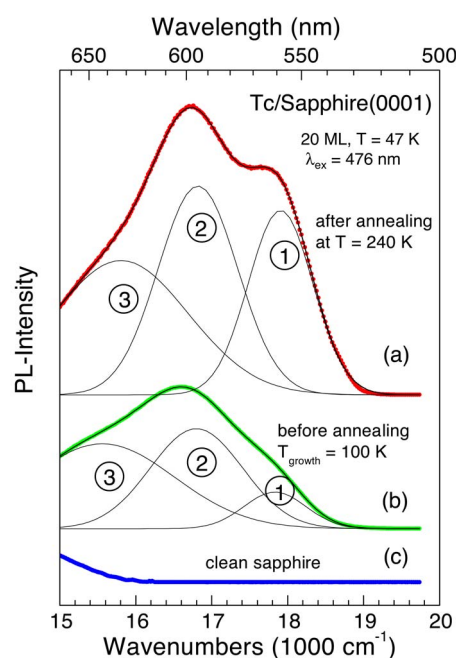 Wavelength (nm)
650 600 550 500
Tc/Sapphire(0001)
20 ML, T = 47 K
λex = 476 nm
after annealing
at T = 240 K
1
2
3
(a)
PL-Intensity
before annealing
Tgrowth = 100 K
1
2
3
(b)
clean sapphire
(c)
15 16 17 18 19 20
Wavenumbers (1000 cm-1)